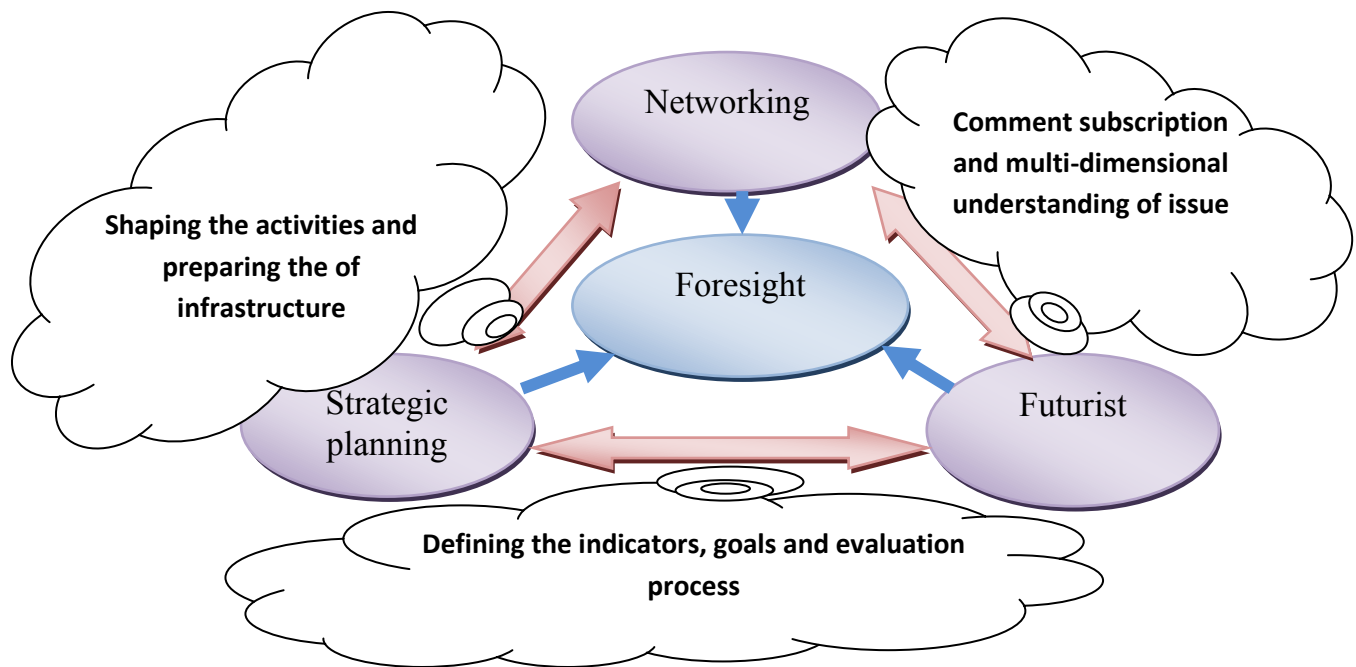 Networking
Comment subscription
and multi-dimensional
understanding of issue
Shaping the activities and
preparing the of
infrastructure
Foresight
Strategic
planning
Futurist
Defining the indicators, goals and evaluation
process